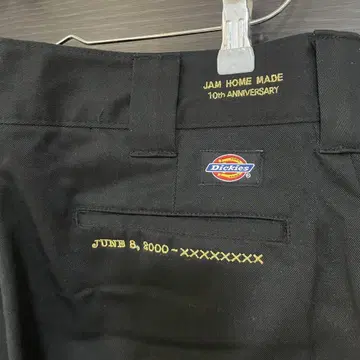 JAM HOME MADE
10th ANNIVERSARY
Dickies
JUNE 8, 2000~XXXXXXXX